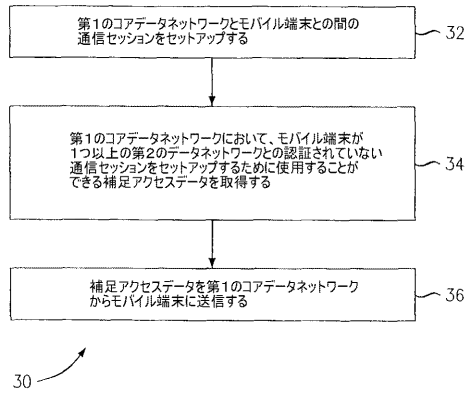 第1のコアデータネットワークとモバイル端末との間の
通信セッションをセットアップする
32
第1のコアデータネットワークにおいて、モバイル端末が
1つ以上の第2のデータネットワークとの認証されていない
通信セッションをセットアップするために使用することが
できる補足アクセスデータを取得する
34
補足アクセスデータを第1のコアデータネットワーク
からモバイル端末に送信する
36
30